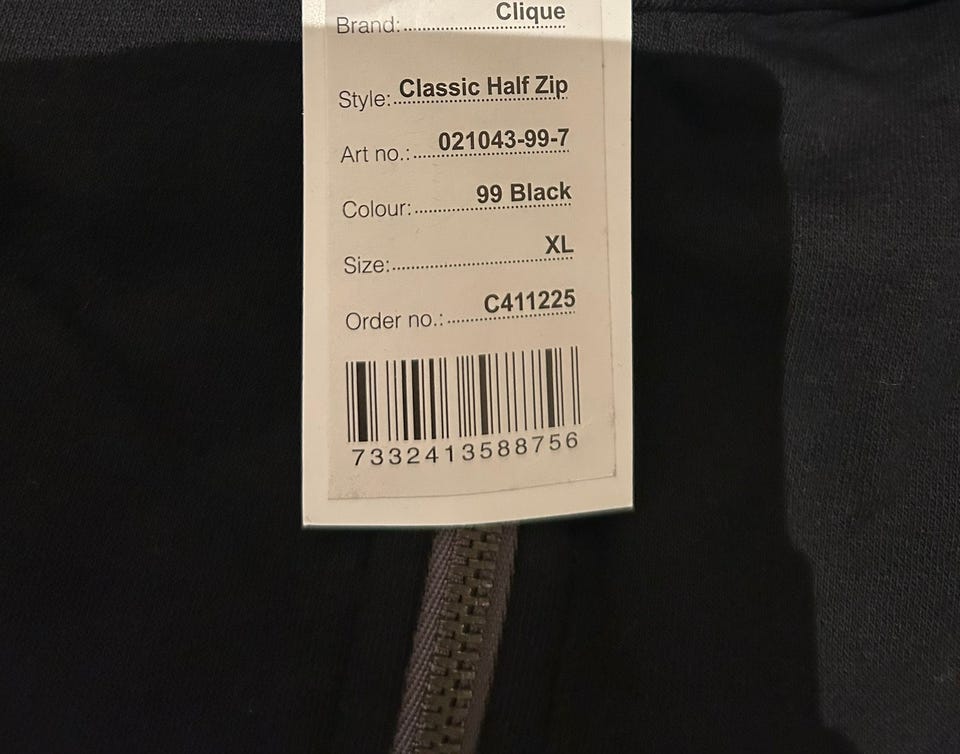 Brand: Clique
Style: Classic Half Zip
Art no.: 021043-99-7
Colour: 99 Black
Size: XL
Order no.: C411225
7332413588756